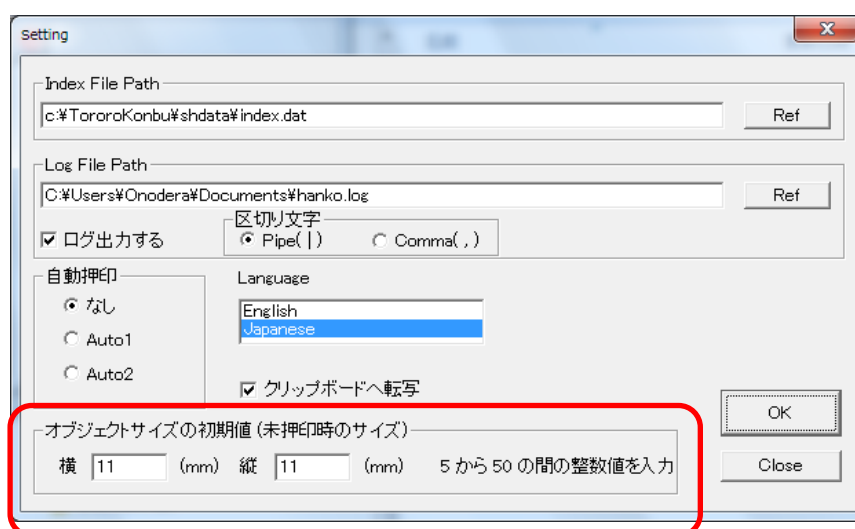 Setting
Index File Path
c:¥TororoKonbu¥shdata¥index.dat
Ref
Log File Path
C:¥Users¥Onodera¥Documents¥hanko.log
Ref
ログ出力する
区切り文字
Pipe(|)
Comma(,)
自動押印
なし
Auto1
Auto2
Language
English
Japanese
クリップボードへ転写
オブジェクトサイズの初期値(未押印時のサイズ)
横 11 (mm) 縦 11 (mm) 5から50の間の整数値を入力
OK
Close